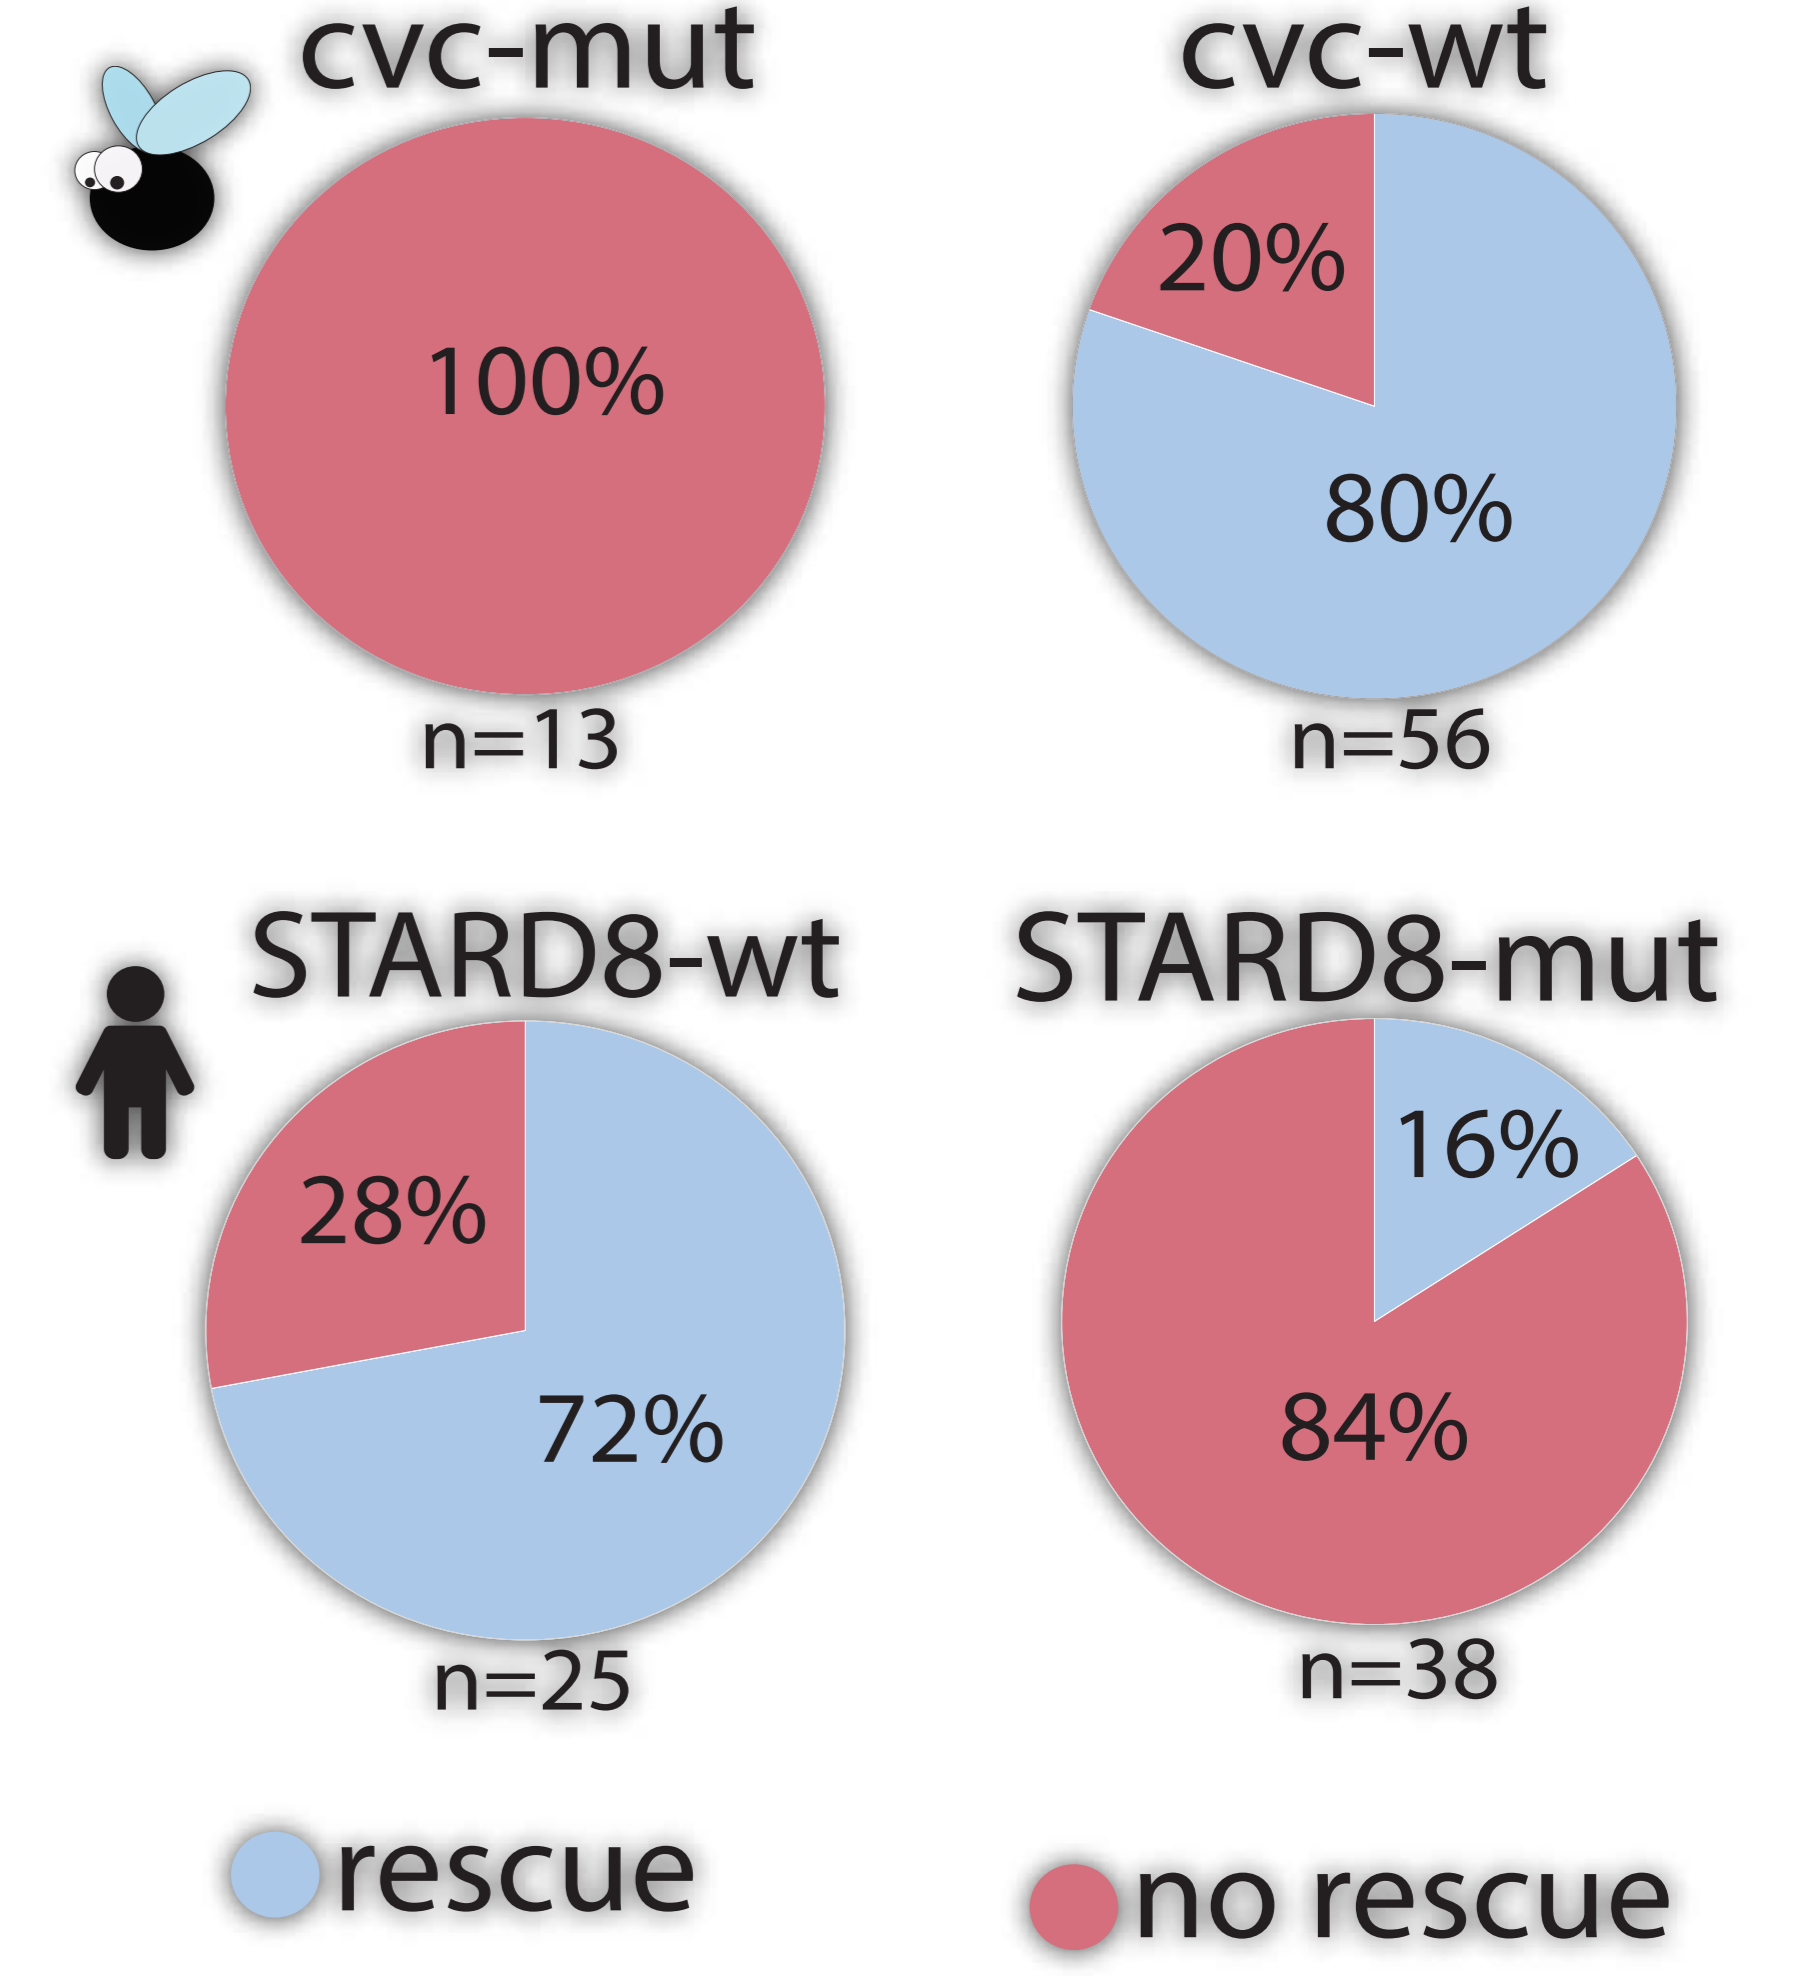 cvc-mut
cvc-wt
100%
20%
80%
n=13
n=56
STARD8-wt
STARD8-mut
28%
72%
16%
84%
n=25
n=38
rescue
no rescue